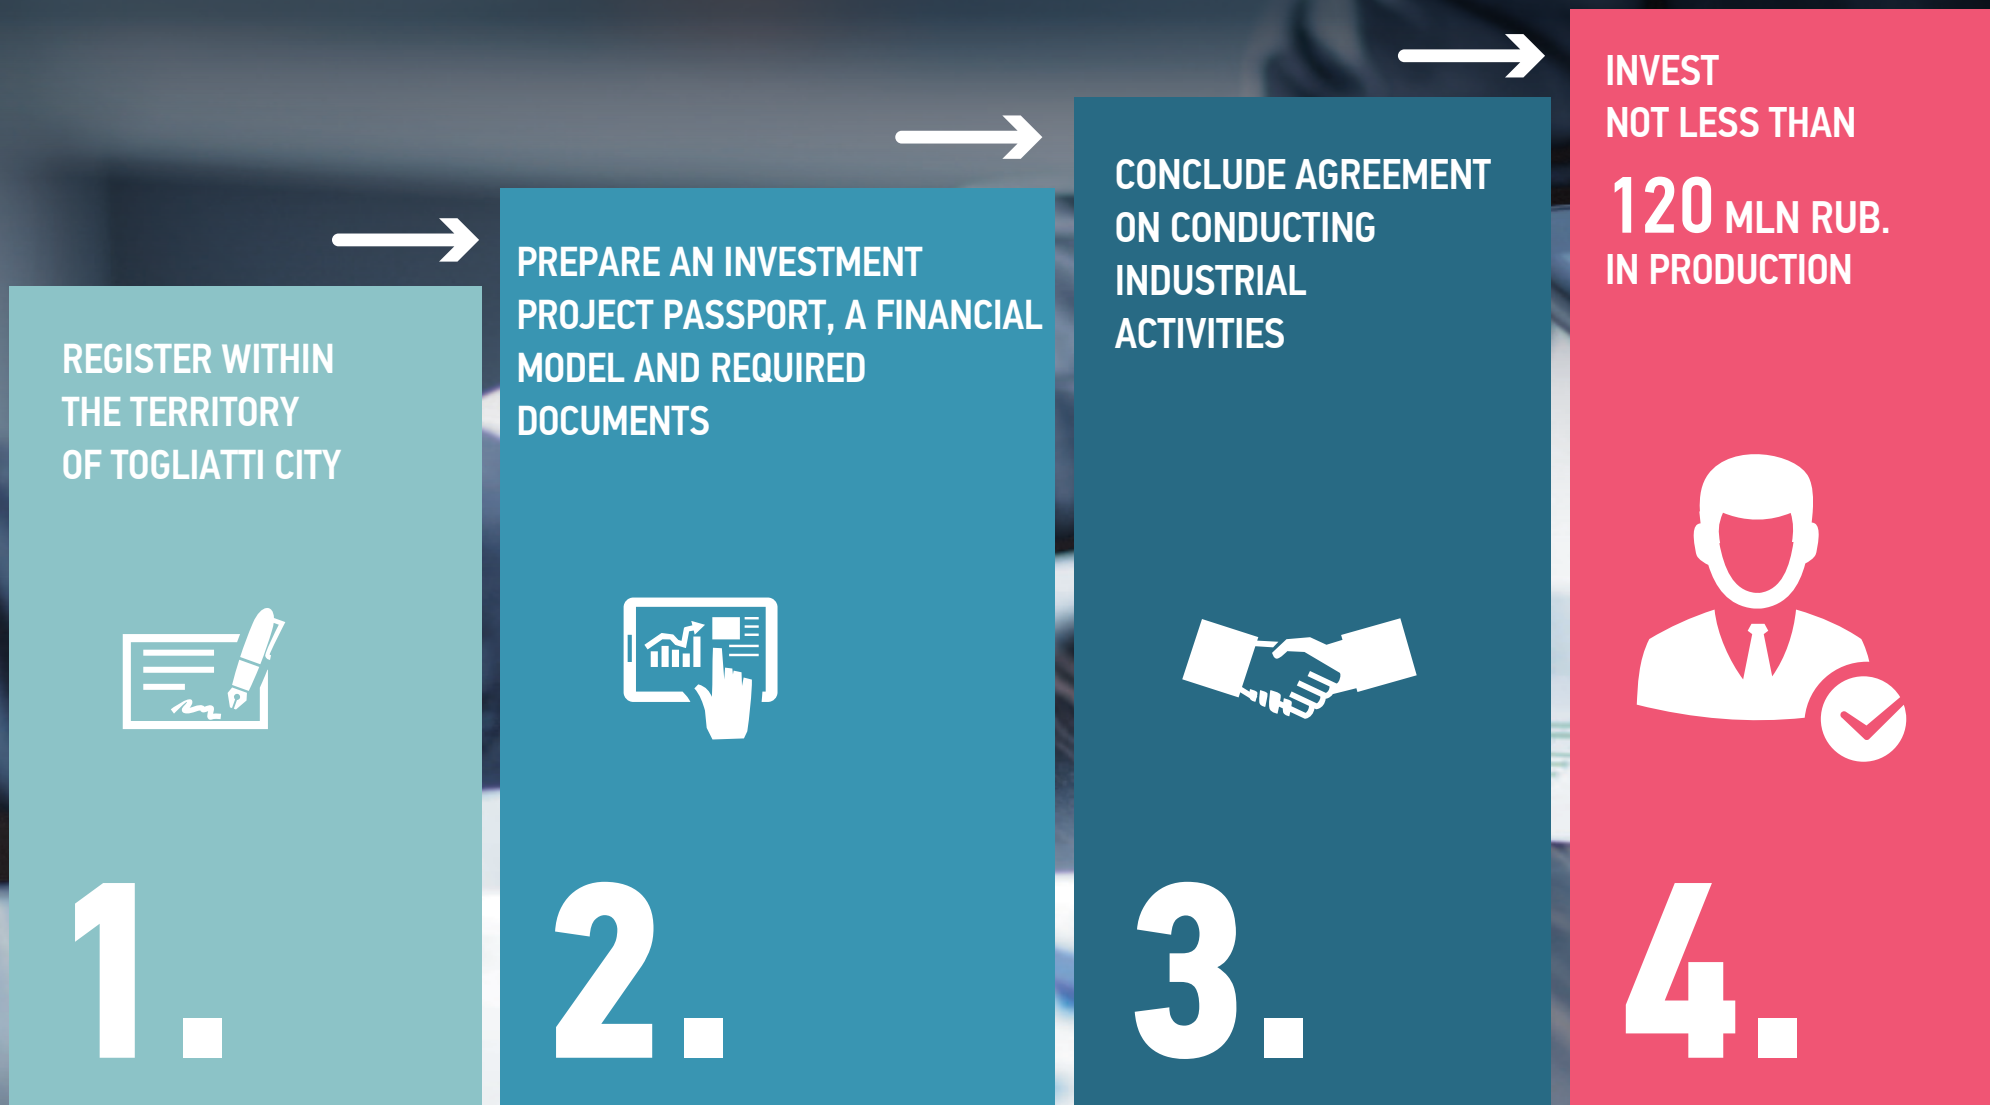 REGISTER WITHIN
THE TERRITORY
OF TOGLIATTI CITY
1.
PREPARE AN INVESTMENT
PROJECT PASSPORT, A FINANCIAL
MODEL AND REQUIRED
DOCUMENTS
2.
CONCLUDE AGREEMENT
ON CONDUCTING
INDUSTRIAL
ACTIVITIES
3.
INVEST
NOT LESS THAN
120 MLN RUB.
IN PRODUCTION
4.